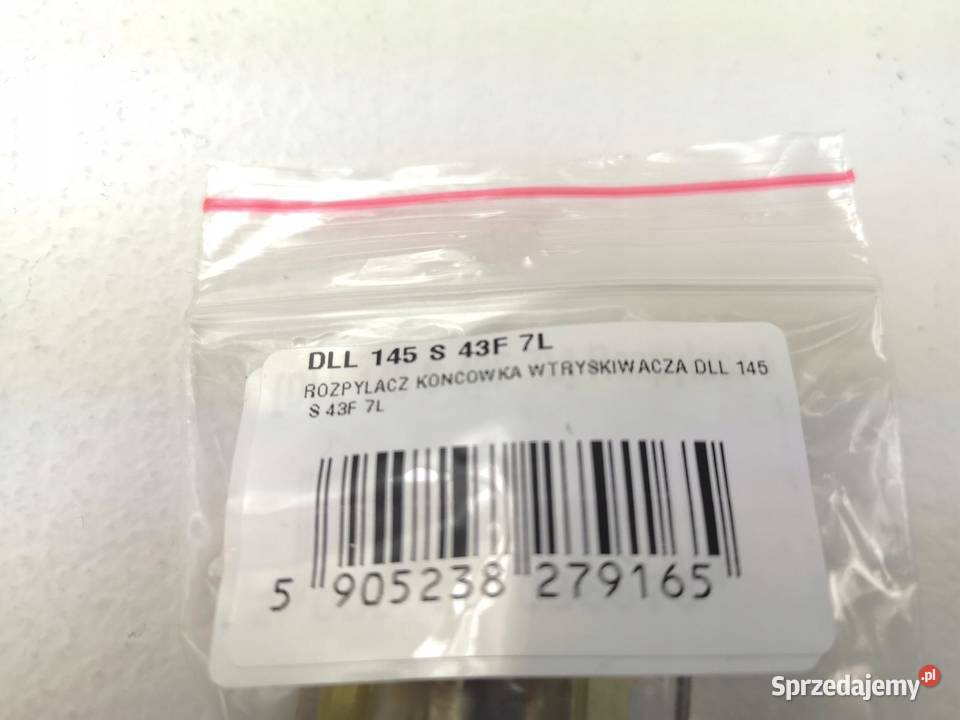 DLL 145 S 43F 7L
ROZPYLACZ KONCOWKA WTRYSKIWACZA DLL 145
S 43F 7L
5 905238 279165
Sprzedajemy.pl